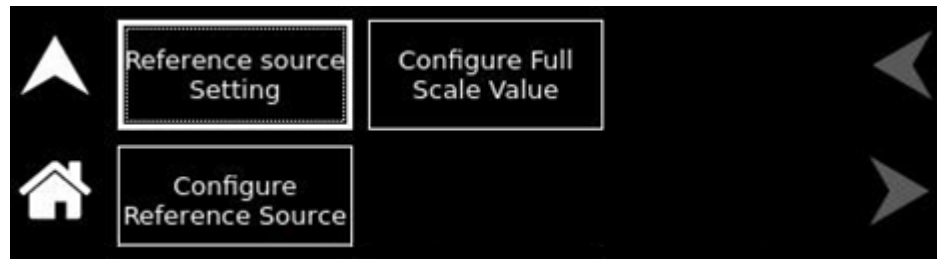 Reference source
Setting
Configure Full
Scale Value
Configure
Reference Source